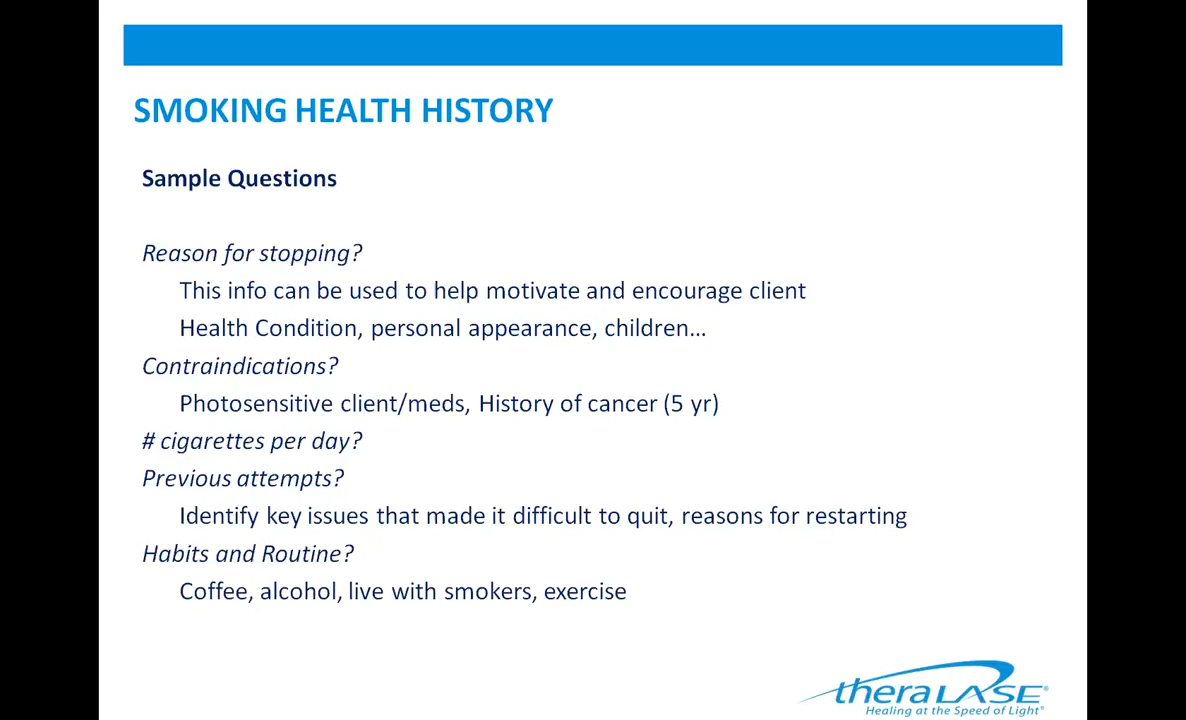 SMOKING HEALTH HISTORY
Sample Questions
Reason for stopping?
This info can be used to help motivate and encourage client
Health Condition, personal appearance, children...
Contraindications?
Photosensitive client/meds, History of cancer (5 yr)
# cigarettes per day?
Previous attempts?
Identify key issues that made it difficult to quit, reasons for restarting
Habits and Routine?
Coffee, alcohol, live with smokers, exercise
theraLASE®
Healing at the Speed of Light®